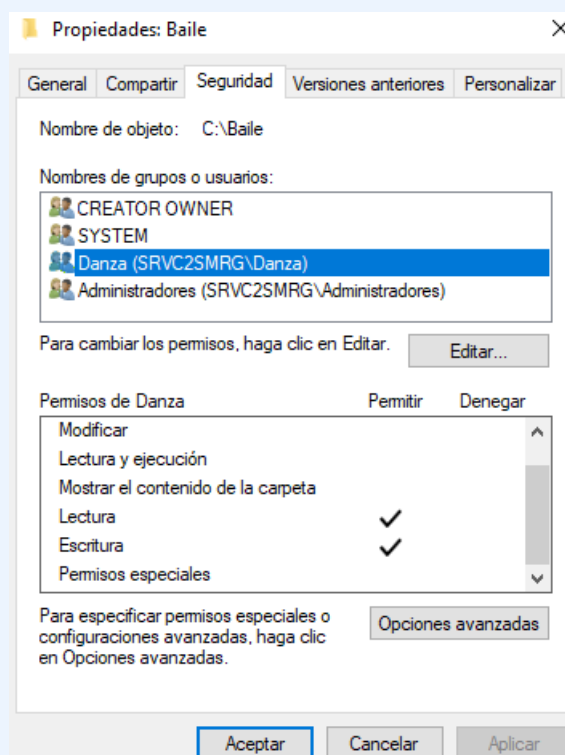 Propiedades: Baile
General Compartir Seguridad Versiones anteriores Personalizar
Nombre de objeto: C:\Baile
Nombres de grupos o usuarios:
CREATOR OWNER
SYSTEM
Danza (SRVC2SMRG\Danza)
Administradores (SRVC2SMRG\Administradores)
Para cambiar los permisos, haga clic en Editar. Editar...
Permisos de Danza Permitir Denegar
Modificar
Lectura y ejecución
Mostrar el contenido de la carpeta
Lectura
Escritura
Permisos especiales
Para especificar permisos especiales o
configuraciones avanzadas, haga clic
en Opciones avanzadas.
Opciones avanzadas
Aceptar Cancelar Aplicar